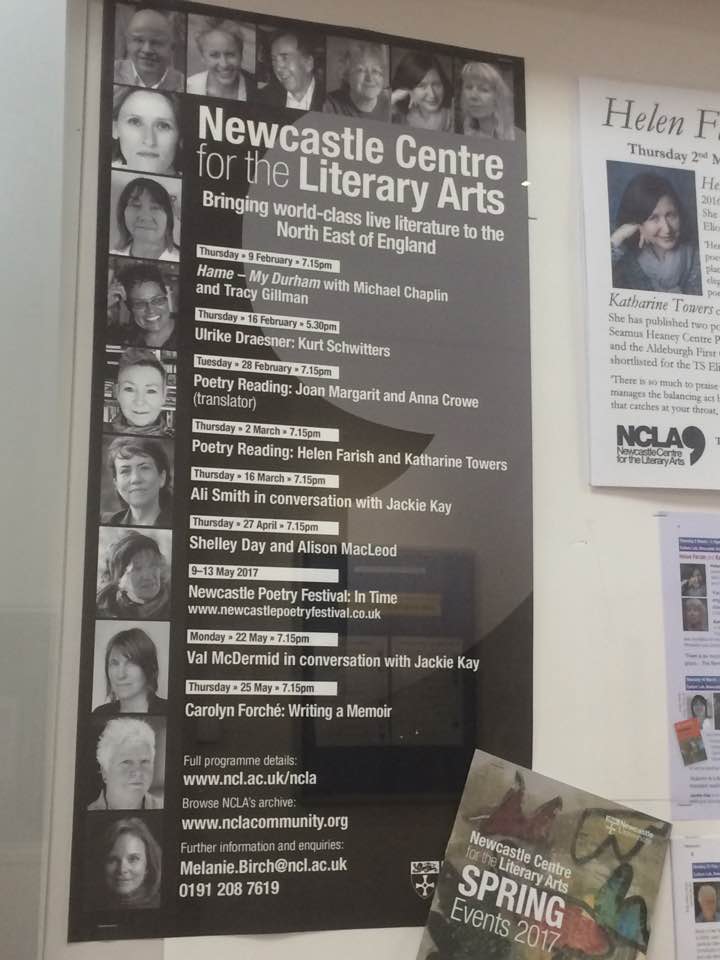 Newcastle Centre
for the Literary Arts
Bringing world-class live literature to the
North East of England
Thursday » 9 February » 7.15pm
Hame – My Durham with Michael Chaplin
and Tracy Gillman
Thursday » 16 February » 5.30pm
Ulrike Draesner: Kurt Schwitters
Tuesday » 28 February » 7.15pm
Poetry Reading: Joan Margarit and Anna Crowe
(translator)
Thursday » 2 March » 7.15pm
Poetry Reading: Helen Farish and Katharine Towers
Thursday » 16 March » 7.15pm
Ali Smith in conversation with Jackie Kay
Thursday » 27 April » 7.15pm
Shelley Day and Alison MacLeod
9–13 May 2017
Newcastle Poetry Festival: In Time
www.newcastlepoetryfestival.co.uk
Monday » 22 May » 7.15pm
Val McDermid in conversation with Jackie Kay
Thursday » 25 May » 7.15pm
Carolyn Forché: Writing a Memoir
Full programme details:
www.ncl.ac.uk/ncla
Browse NCLA's archive:
www.nclacommunity.org
Further information and enquiries:
Melanie.Birch@ncl.ac.uk
0191 208 7619
Newcastle
University
Newcastle Centre
for the Literary Arts
SPRING
Events 2017
Helen
Thursday 2nd
He
2016
She
Elio
'He
poe
Katharine Towers
She has published two
Seamus Heaney Centre P
and the Aldeburgh First
shortlisted for the TS Eli
'There is so much to praise
manages the balancing act
that catches at your throat,
NCLA
Newcastle Centre
for the Literary Arts